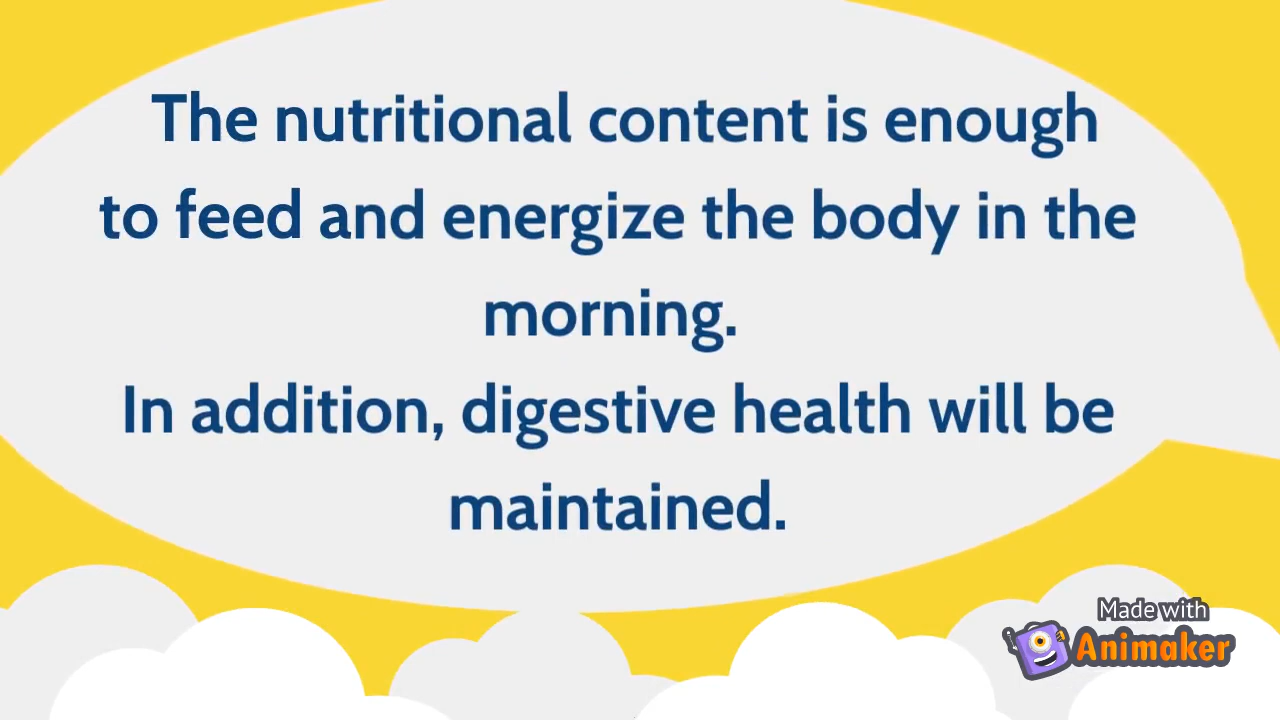 The nutritional content is enough
to feed and energize the body in the
morning.
In addition, digestive health will be
maintained.
Made with
Animaker